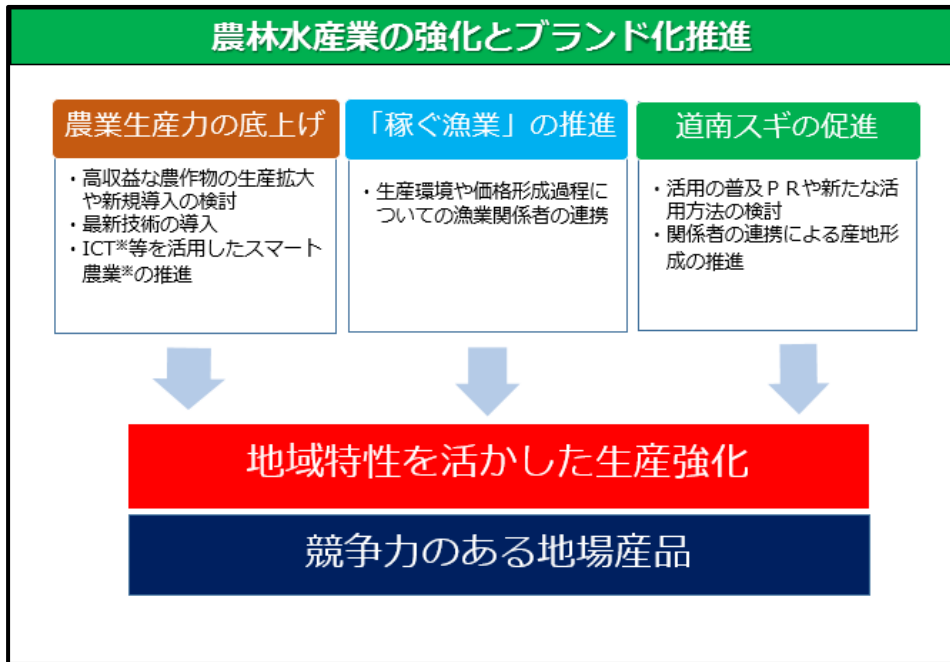 農林水産業の強化とブランド化推進
農業生産力の底上げ
・高収益な農作物の生産拡大
や新規導入の検討
・最新技術の導入
・ICT※等を活用したスマート
農業※の推進
「稼ぐ漁業」の推進
・生産環境や価格形成過程に
ついての漁業関係者の連携
道南スギの促進
・活用の普及ＰＲや新たな活
用方法の検討
・関係者の連携による産地形
成の推進
地域特性を活かした生産強化
競争力のある地場産品